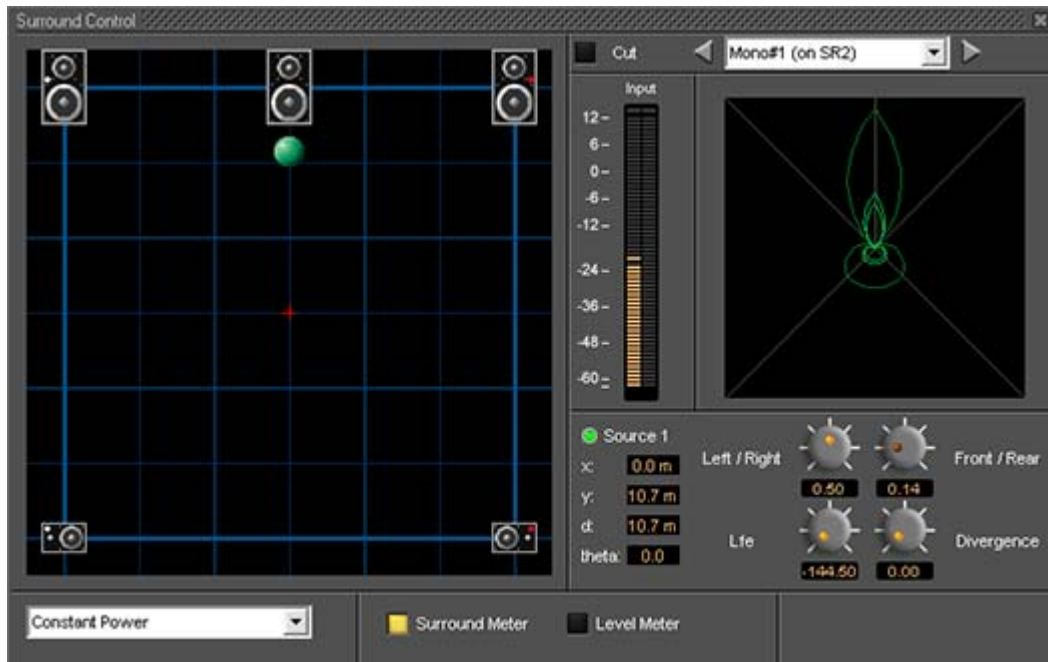 Surround Control
Cut
Mono#1 (on SR2)
Input
12
6
0
-6
-12
-24
-36
-48
-60
Source 1
x: 0.0 m
y: 10.7 m
d: 10.7 m
theta: 0.0
Left / Right
0.50
0.14
Front / Rear
Lfe
-144.50
0.00
Divergence
Constant Power
Surround Meter
Level Meter